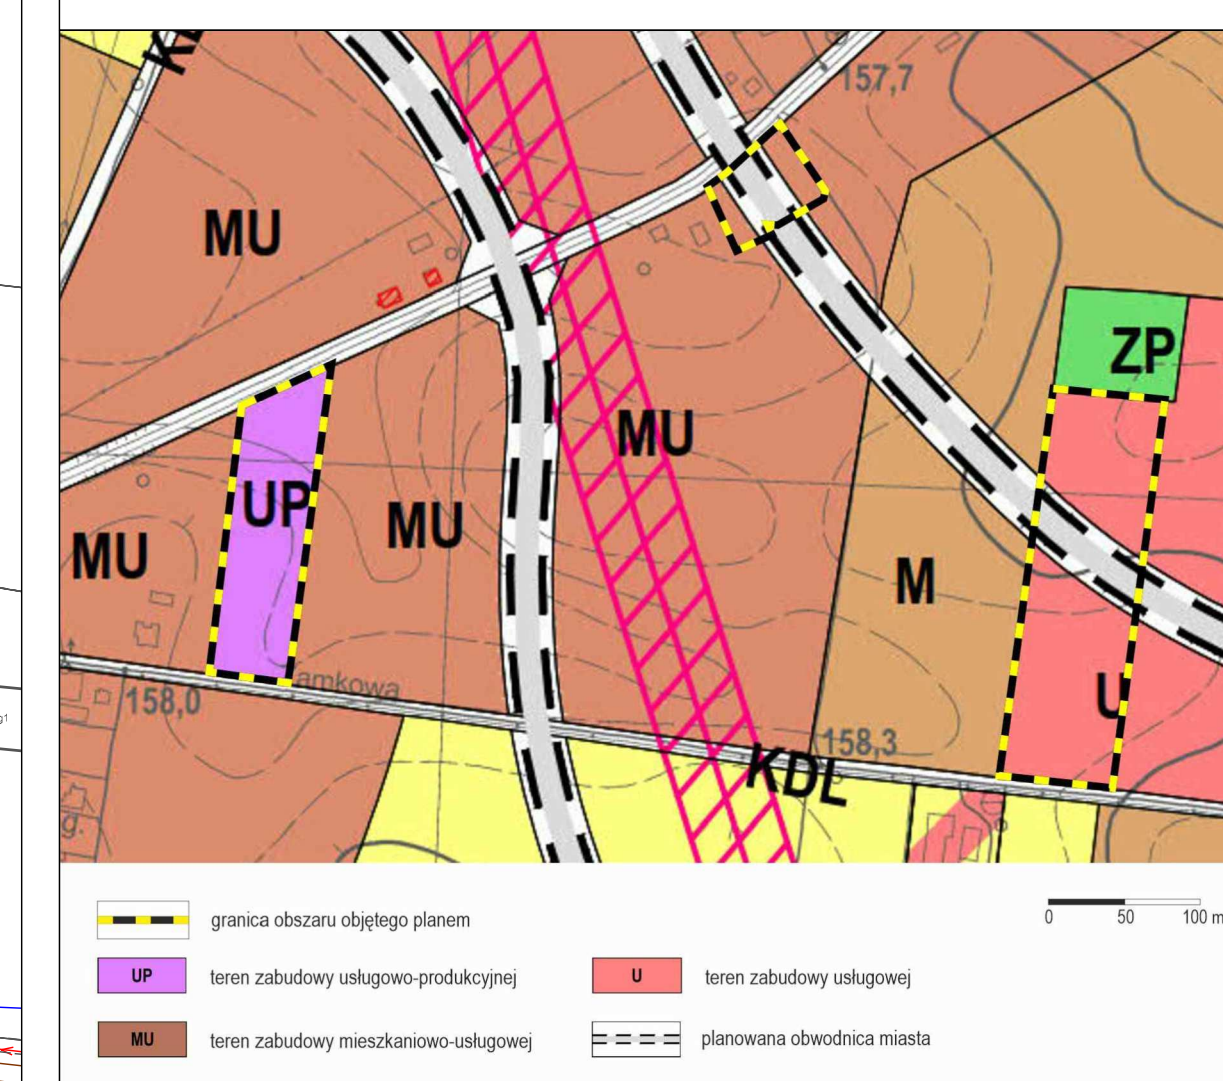 157,7
MU
ZP
MU
UP
MU
MU
M
amkowa
158,0
U
158,3
KDL
g.
g1
granica obszaru objętego planem
0 50 100 m
UP teren zabudowy usługowo-produkcyjnej
U teren zabudowy usługowej
MU teren zabudowy mieszkaniowo-usługowej
planowana obwodnica miasta